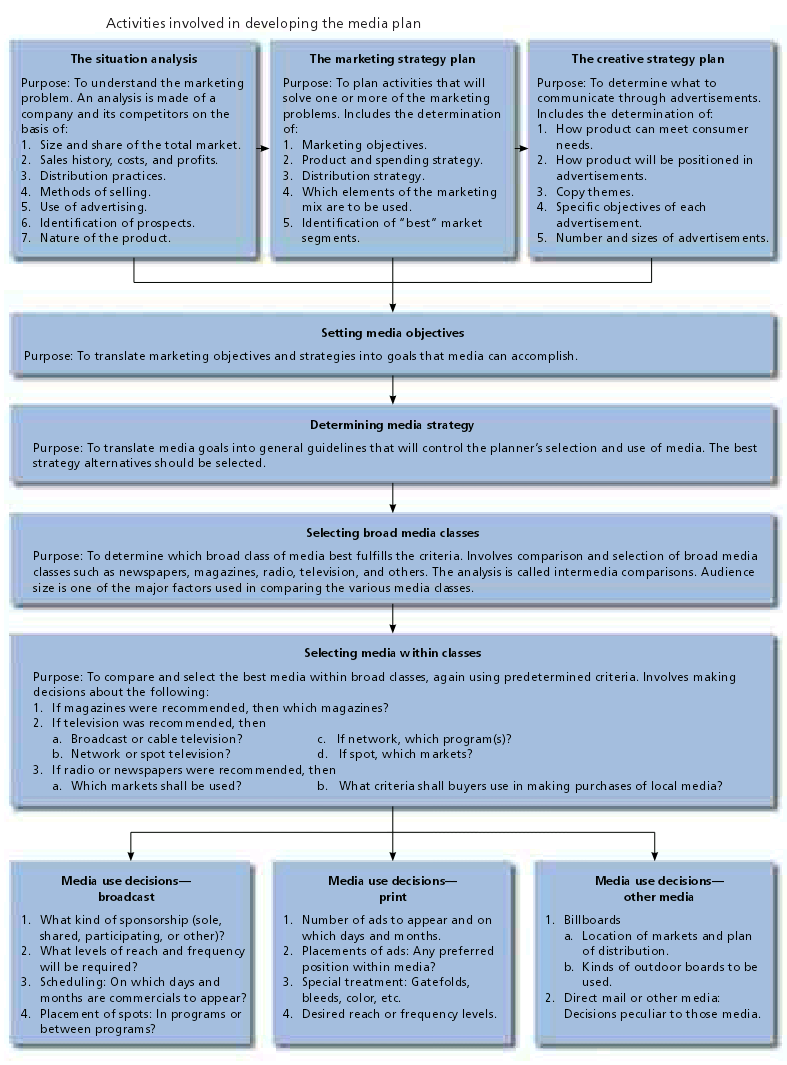 Activities involved in developing the media plan
The situation analysis
Purpose: To understand the marketing
problem. An analysis is made of a
company and its competitors on the
basis of:
1. Size and share of the total market.
2. Sales history, costs, and profits.
3 Distribution practices.
4 Methods of selling.
5 Use of advertising.
6 Identification of prospects.
7 Nature of the product.
The marketing strategy plan
Purpose: To plan activities that will
solve one or more of the marketing
problems. Includes the determination
of:
1. Marketing objectives.
2 Product and spending strategy.
3 Distribution strategy.
4 Which elements of the marketing
mix are to be used.
5 Identification of “best” market
segments.
The creative strategy plan
Purpose: To determine what to
communicate through advertisements.
Includes the determination of:
1. How product can meet consumer
needs.
2 How product will be positioned in
advertisements.
3 Copy themes.
4 Specific objectives of each
advertisement.
5. Number and sizes of advertisements.
Setting media objectives
Purpose: To translate marketing objectives and strategies into goals that media can accomplish.
Determining media strategy
Purpose: To translate media goals into general guidelines that will control the planner’s selection and use of media. The best
strategy alternatives should be selected.
Selecting broad media classes
Purpose: To determine which broad class of media best fulfills the criteria. Involves comparison and selection of broad media
classes such as newspapers, magazines, radio, television, and others. The analysis is called intermedia comparisons. Audience
size is one of the major factors used in comparing the various media classes.
Selecting media within classes
Purpose: To compare and select the best media within broad classes, again using predetermined criteria. Involves making
decisions about the following:
1. If magazines were recommended, then which magazines?
2. If television was recommended, then
a. Broadcast or cable television? c. If network, which program(s)?
b. Network or spot television? d. If spot, which markets?
3. If radio or newspapers were recommended, then
a. Which markets shall be used? b. What criteria shall buyers use in making purchases of local media?
Media use decisions—
broadcast
1. What kind of sponsorship (sole,
shared, participating, or other)?
2 What levels of reach and frequency
will be required?
3 Scheduling: On which days and
months are commercials to appear?
4 Placement of spots: In programs or
between programs?
Media use decisions—
print
1. Number of ads to appear and on
which days and months.
2. Placements of ads: Any preferred
position within media?
3 Special treatment: Gatefolds,
bleeds, color, etc.
4 Desired reach or frequency levels.
Media use decisions—
other media
1. Billboards
a. Location of markets and plan
of distribution.
b. Kinds of outdoor boards to be
used.
2 Direct mail or other media:
Decisions peculiar to those media.